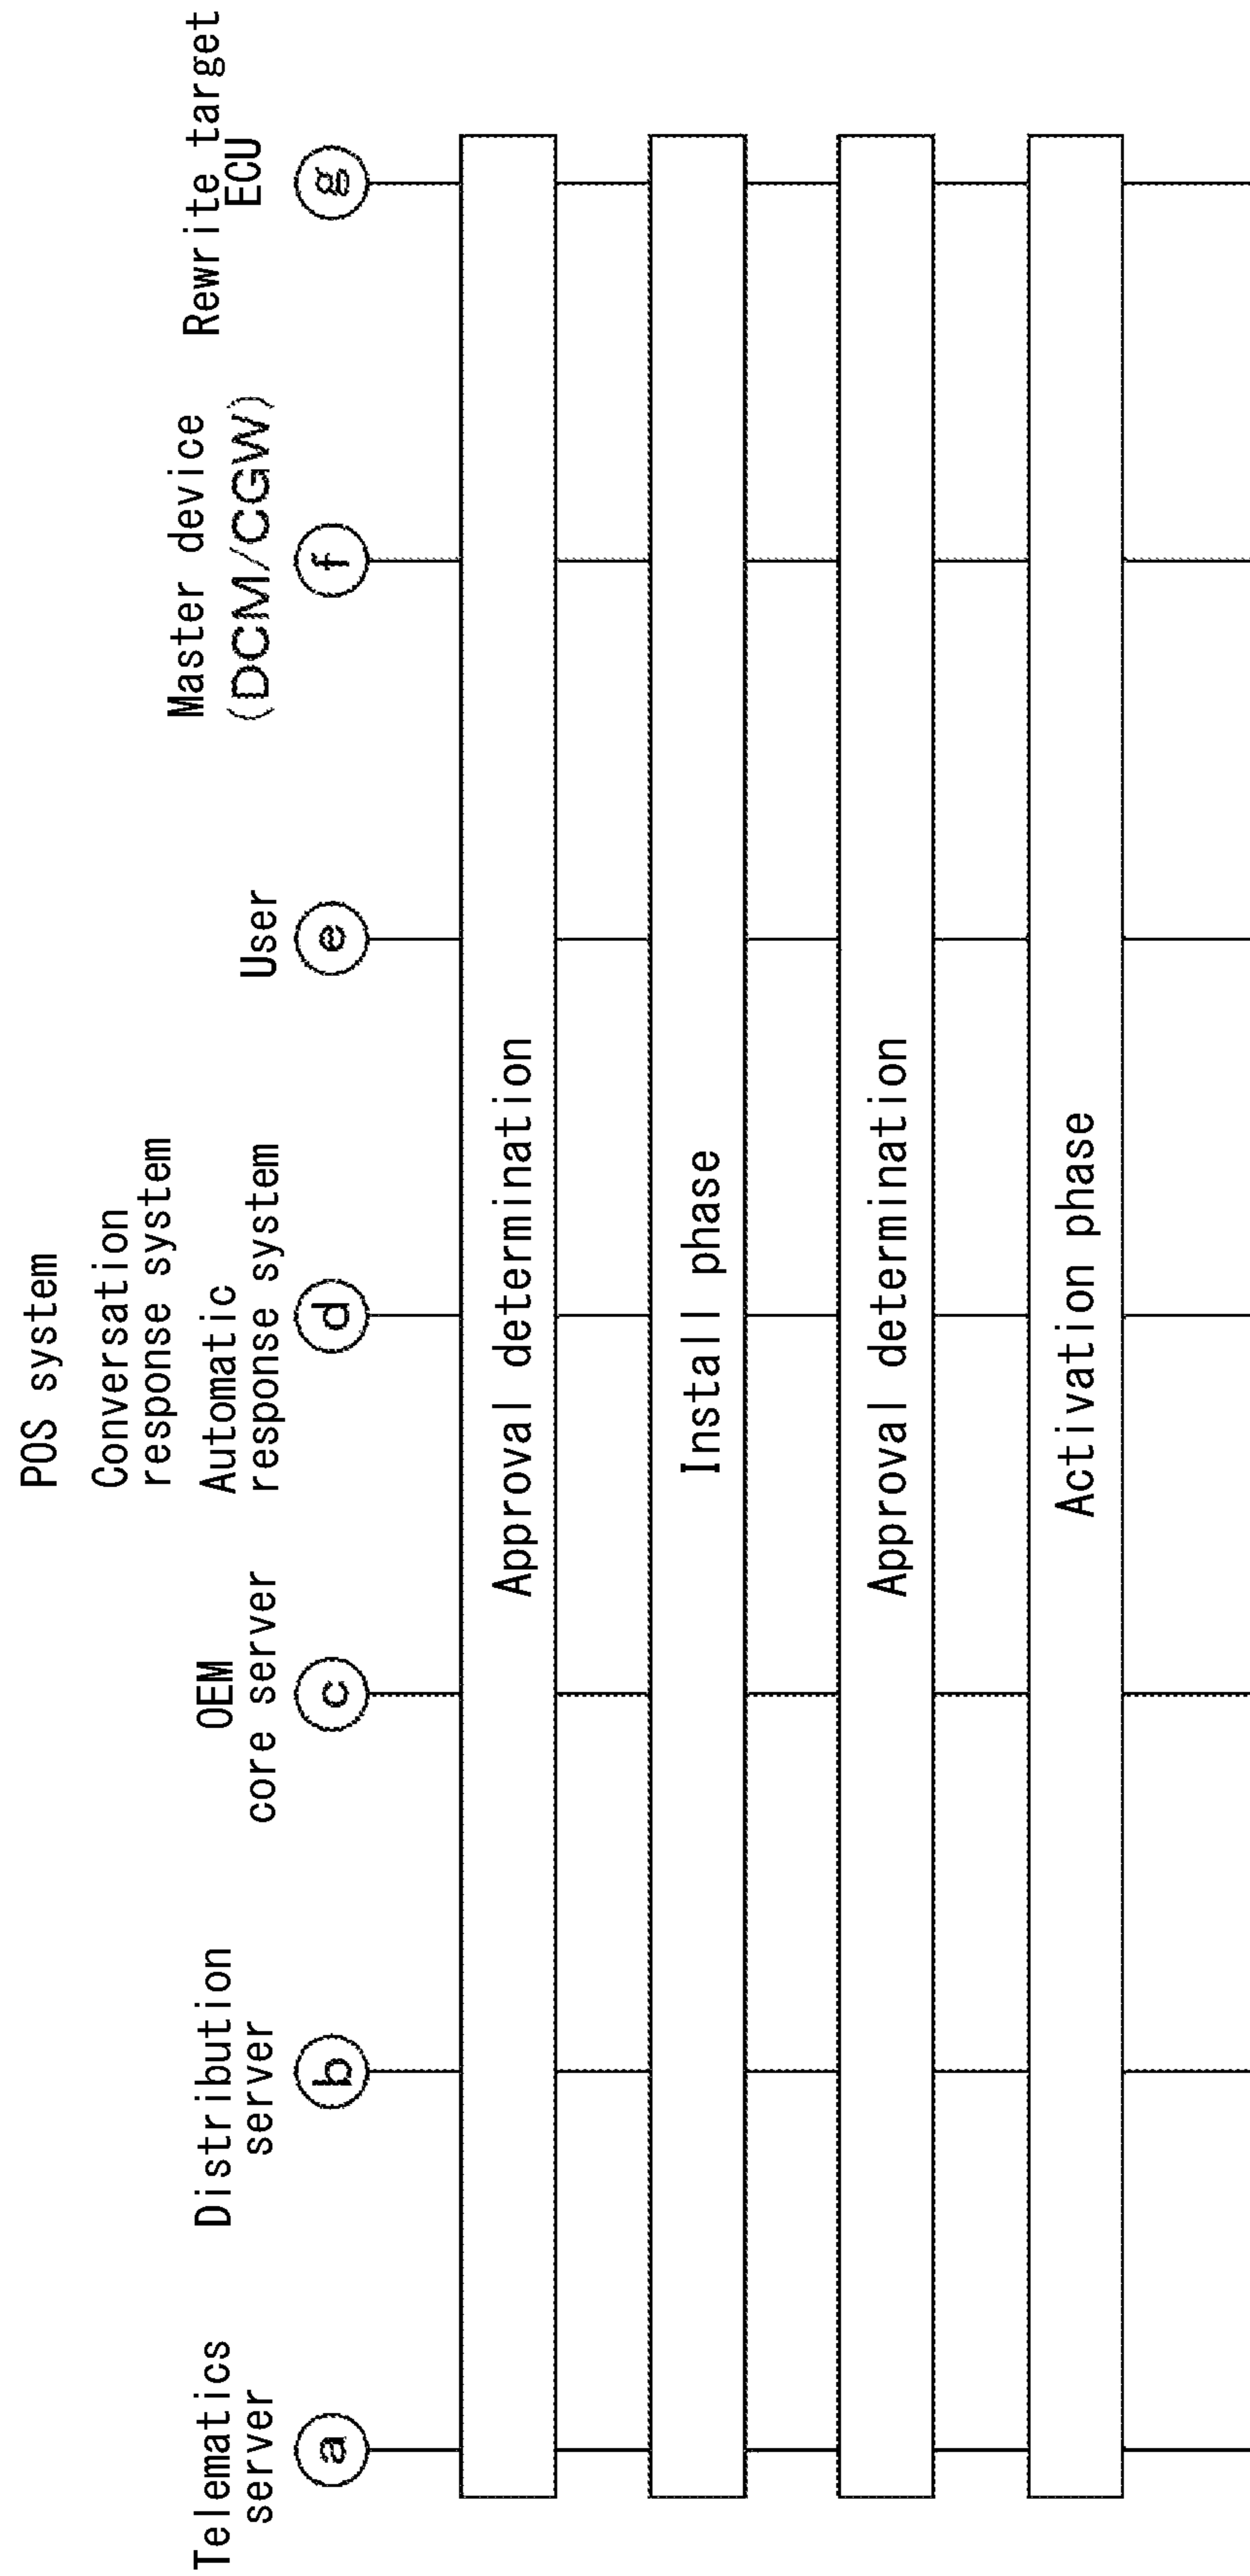 Telematics
server
Distribution
server
OEM
core server
POS system
Conversation
response system
Automatic
response system
User
Master device
(DCM/CGW)
Rewrite target
ECU
a
b
c
d
e
f
g
Approval determination
Install phase
Approval determination
Activation phase